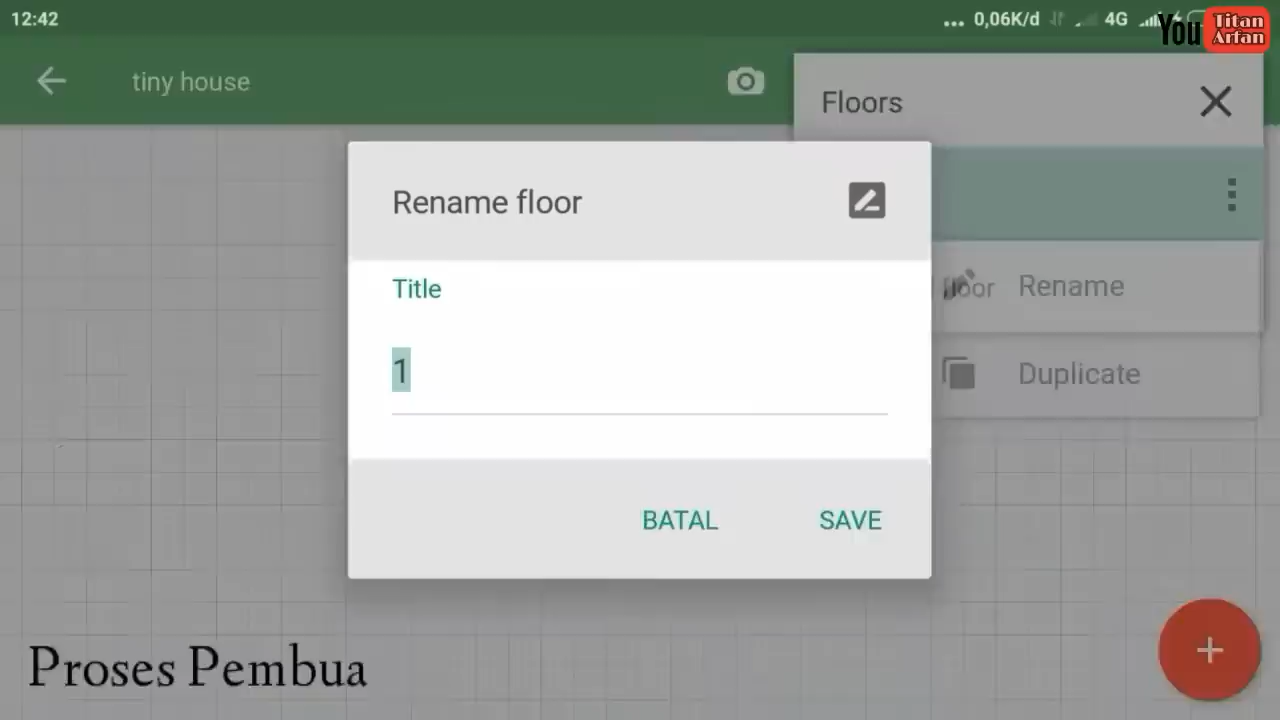 12:42
... 0,06K/d 4G
You Titan Arfan
tiny house
Floors
Rename floor
Title
loor Rename
1
Duplicate
BATAL SAVE
Proses Pembua
+